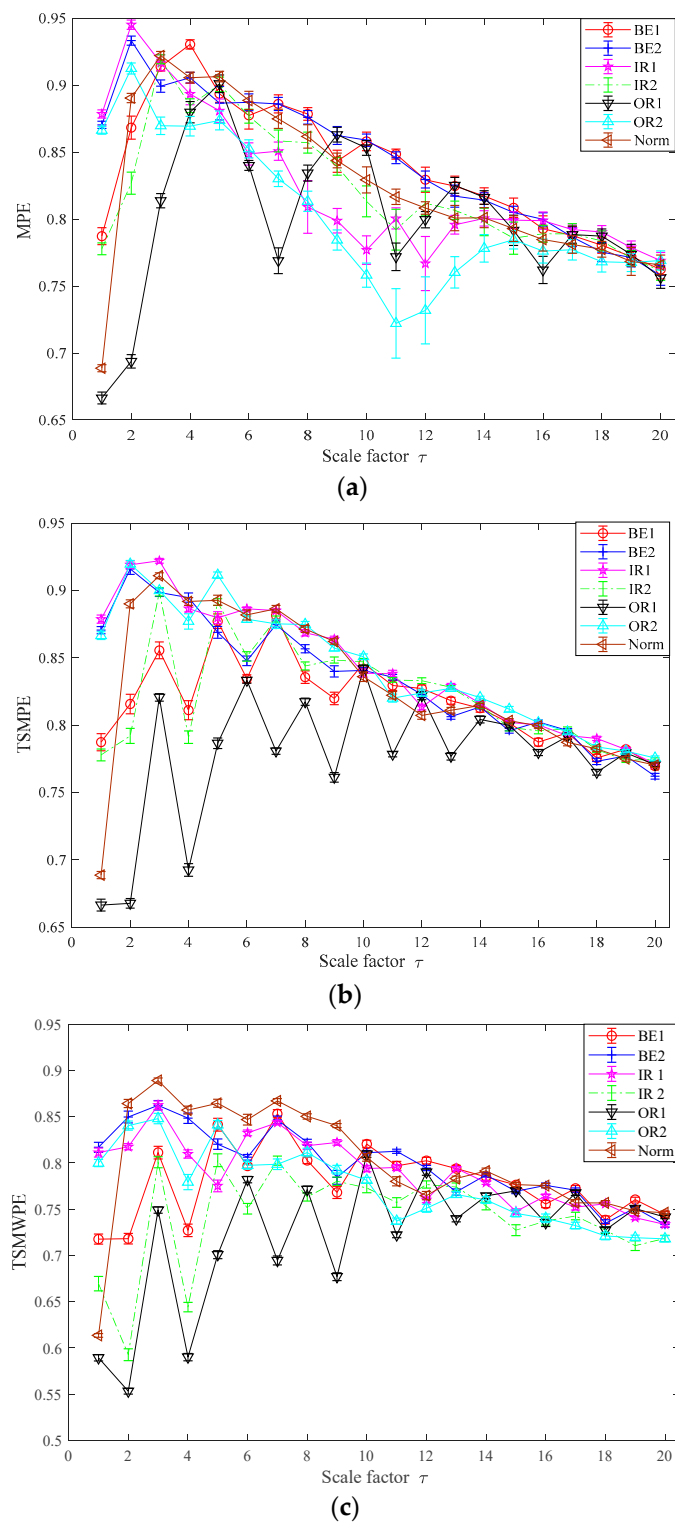 0.95
0.9
0.85
0.8
0.75
0.7
0.65
MPE
0 2 4 6 8 10 12 14 16 18 20
Scale factor τ
BE1
BE2
IR1
IR2
OR1
OR2
Norm
(a)
0.95
0.9
0.85
0.8
0.75
0.7
0.65
TSMPE
0 2 4 6 8 10 12 14 16 18 20
Scale factor τ
BE1
BE2
IR1
IR2
OR1
OR2
Norm
(b)
0.95
0.9
0.85
0.8
0.75
0.7
0.65
0.6
0.55
0.5
TSMWPE
0 2 4 6 8 10 12 14 16 18 20
Scale factor τ
BE1
BE2
IR 1
IR 2
OR1
OR2
Norm
(c)